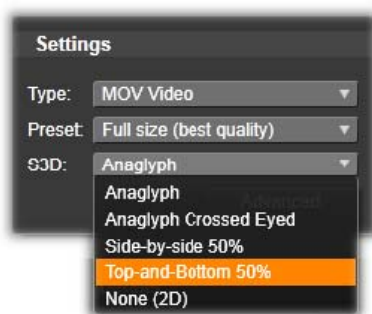 Settings
Type: MOV Video
Preset: Full size (best quality)
S3D: Anaglyph
Anaglyph
Advanced
Anaglyph Crossed Eyed
Side-by-side 50%
Top-and-Bottom 50%
None (2D)